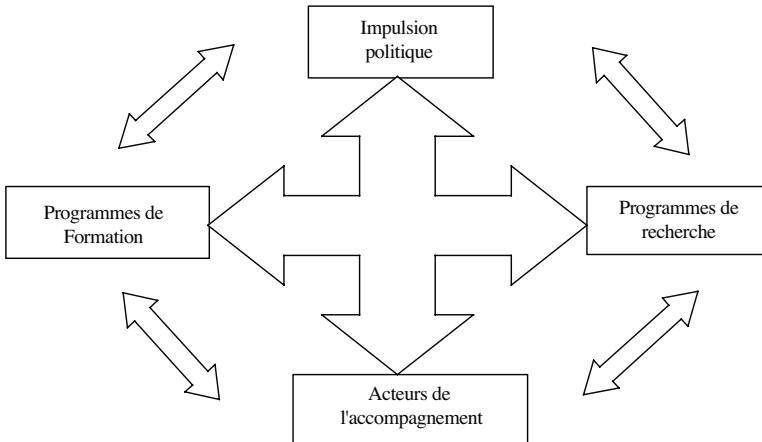 Impulsion
politique
Programmes de
Formation
Programmes de
recherche
Acteurs de
l'accompagnement